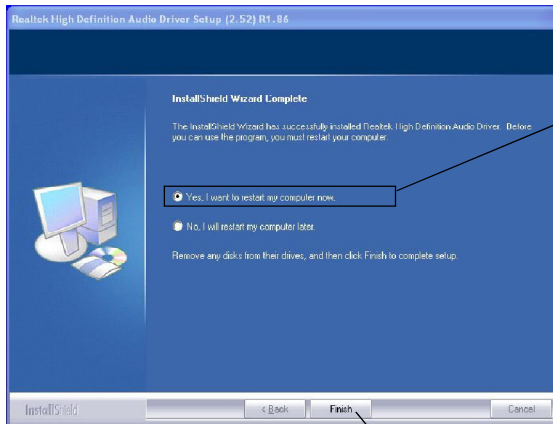 Realtek High Definition Audio Driver Setup (2.52) R1.86
InstallShield Wizard Complete
The InstallShield Wizard has successfully installed Realtek High Definition Audio Driver. Before
you can use the program, you must restart your computer.
Yes, I want to restart my computer now.
No, I will restart my computer later.
Remove any disks from their drives, and then click Finish to complete setup.
InstallShield
< Back
Finish
Cancel